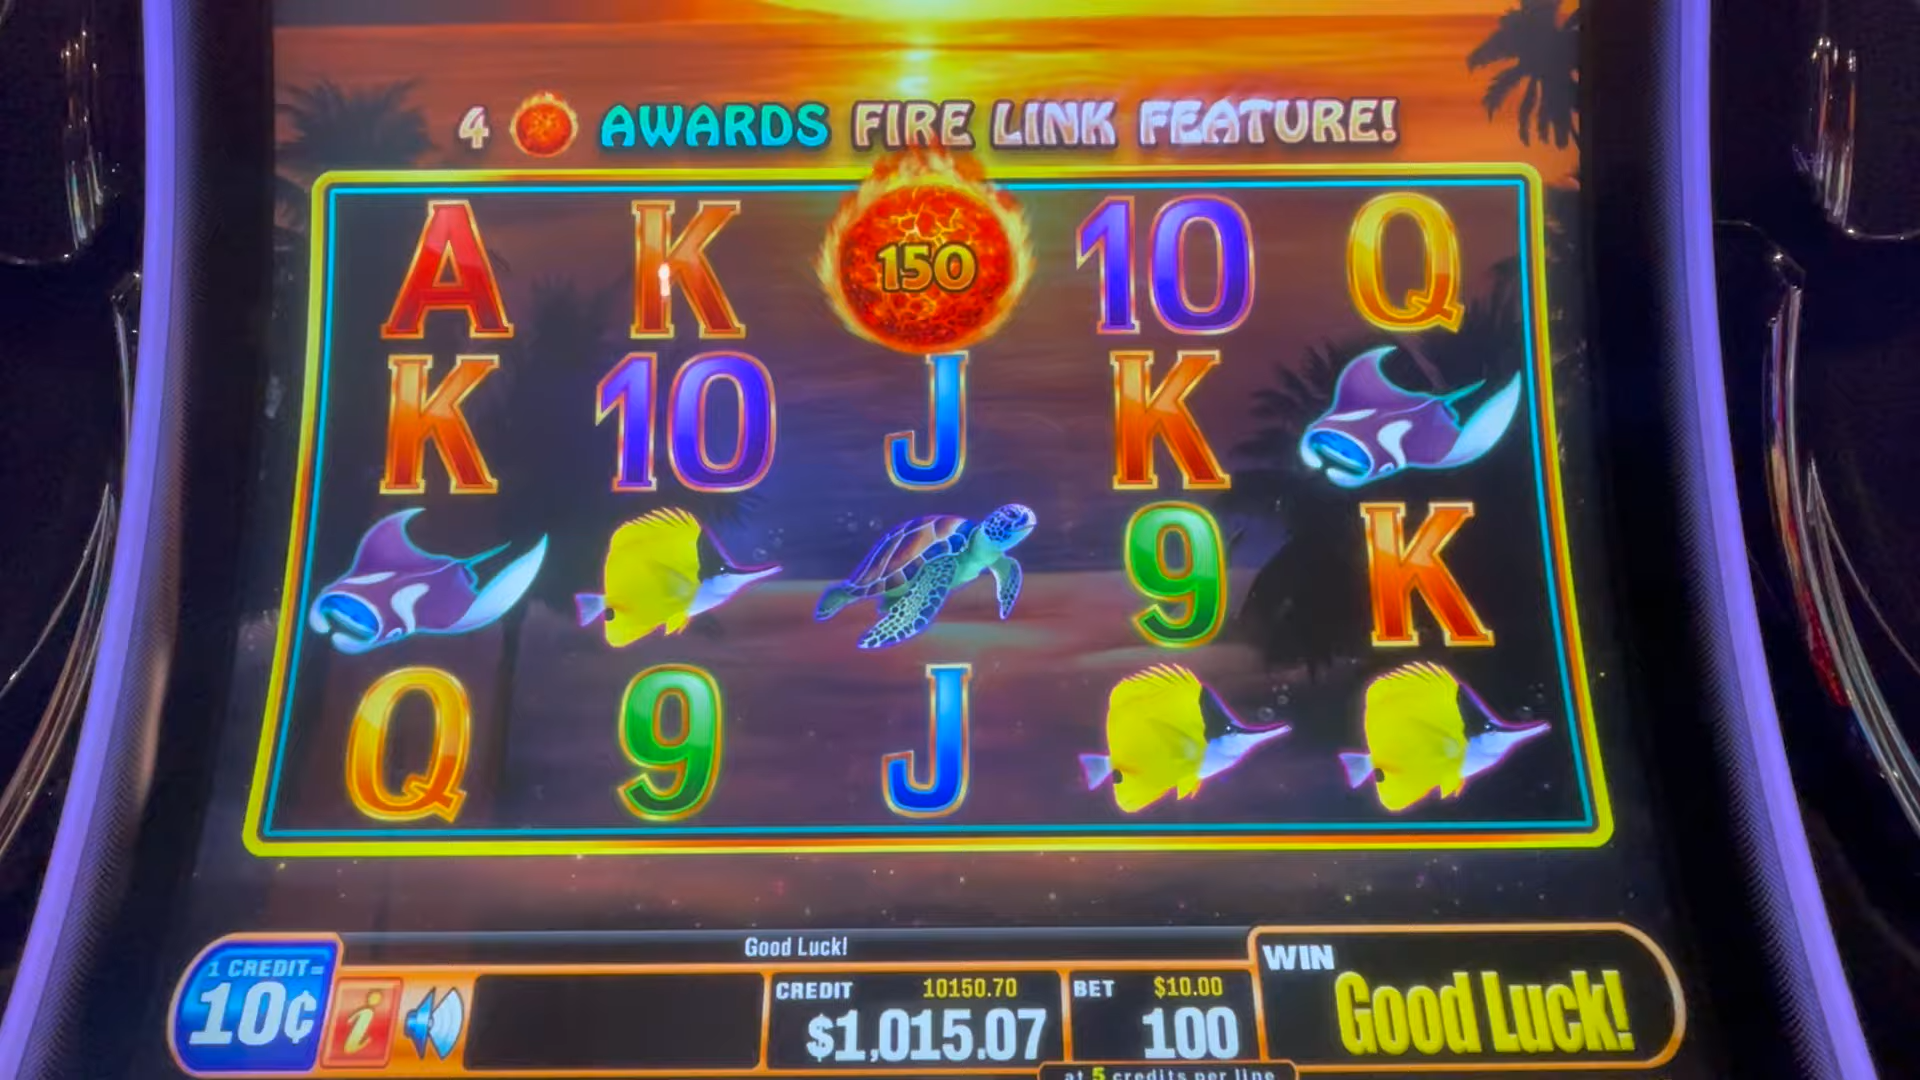 4 AWARDS FIRE LINK FEATURE!
A K 150 10 Q
K 10 J K
9 K
Q 9 J
Good Luck!
1 CREDIT=
10¢
i
CREDIT 10150.70
$1,015.07
BET $10.00
100
at 5 credits per line
WIN
Good Luck!